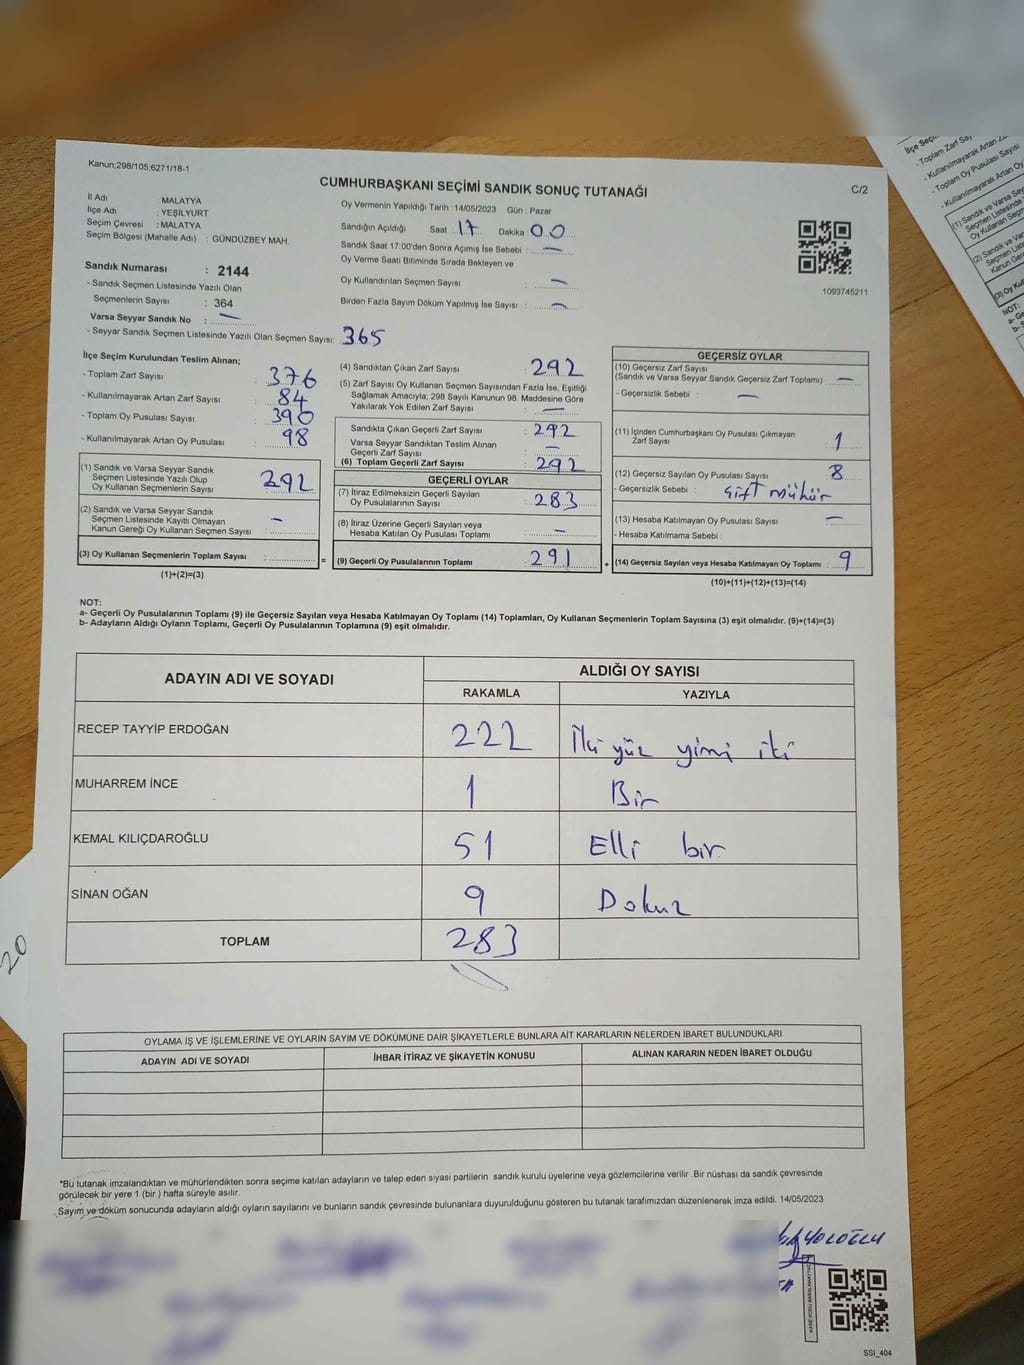 Kanun;298/105;6271/18-1
CUMHURBAŞKANI SEÇİMİ SANDIK SONUÇ TUTANAĞI
C/2
İl Adı : MALATYA
İlçe Adı : YEŞİLYURT
Seçim Çevresi : MALATYA
Seçim Bölgesi (Mahalle Adı) : GÜNDÜZBEY MAH.
Sandık Numarası : 2144
- Sandık Seçmen Listesinde Yazılı Olan
Seçmenlerin Sayısı : 364
Varsa Seyyar Sandık No : —
- Seyyar Sandık Seçmen Listesinde Yazılı Olan Seçmen Sayısı: 365
Oy Vermenin Yapıldığı Tarih : 14/05/2023 Gün : Pazar
Sandığın Açıldığı Saat : 17 Dakika : 00
Sandık Saat 17:00'den Sonra Açımış İse Sebebi : —
Oy Verme Saati Bitiminde Sırada Bekleyen ve
Oy Kullandırılan Seçmen Sayısı : —
Birden Fazla Sayım Döküm Yapılmış İse Sayısı : —
1093745211
İlçe Seçim Kurulundan Teslim Alınan;
- Toplam Zarf Sayısı : 376
- Kullanılmayarak Artan Zarf Sayısı : 84
- Toplam Oy Pusulası Sayısı : 390
- Kullanılmayarak Artan Oy Pusulası : 98
(1) Sandık ve Varsa Seyyar Sandık
Seçmen Listesinde Yazılı Olup
Oy Kullanan Seçmenlerin Sayısı : 292
(2) Sandık ve Varsa Seyyar Sandık
Seçmen Listesinde Kayıtlı Olmayan
Kanun Gereği Oy Kullanan Seçmen Sayısı : —
(3) Oy Kullanan Seçmenlerin Toplam Sayısı :
(1)+(2)=(3)
(4) Sandıktan Çıkan Zarf Sayısı : 292
(5) Zarf Sayısı Oy Kullanan Seçmen Sayısından Fazla İse, Eşitliği
Sağlamak Amacıyla; 298 Sayılı Kanunun 98. Maddesine Göre
Yakılarak Yok Edilen Zarf Sayısı : —
Sandıkta Çıkan Geçerli Zarf Sayısı : 292
Varsa Seyyar Sandıktan Teslim Alınan
Geçerli Zarf Sayısı : —
(6) Toplam Geçerli Zarf Sayısı : 292
GEÇERLİ OYLAR
(7) İtiraz Edilmeksizin Geçerli Sayılan
Oy Pusulalarının Sayısı : 283
(8) İtiraz Üzerine Geçerli Sayılan veya
Hesaba Katılan Oy Pusulası Toplamı : —
= (9) Geçerli Oy Pusulalarının Toplamı : 291
GEÇERSİZ OYLAR
(10) Geçersiz Zarf Sayısı
(Sandık ve Varsa Seyyar Sandık Geçersiz Zarf Toplamı) : —
- Geçersizlik Sebebi : —
(11) İçinden Cumhurbaşkanı Oy Pusulası Çıkmayan
Zarf Sayısı : 1
(12) Geçersiz Sayılan Oy Pusulası Sayısı : 8
- Geçersizlik Sebebi : Çift mühür
(13) Hesaba Katılmayan Oy Pusulası Sayısı : —
- Hesaba Katılmama Sebebi :
+ (14) Geçersiz Sayılan veya Hesaba Katılmayan Oy Toplamı : 9
(10)+(11)+(12)+(13)=(14)
NOT:
a- Geçerli Oy Pusulalarının Toplamı (9) ile Geçersiz Sayılan veya Hesaba Katılmayan Oy Toplamı (14) Toplamları, Oy Kullanan Seçmenlerin Toplam Sayısına (3) eşit olmalıdır. (9)+(14)=(3)
b- Adayların Aldığı Oyların Toplamı, Geçerli Oy Pusulalarının Toplamına (9) eşit olmalıdır.
ADAYIN ADI VE SOYADI ALDIĞI OY SAYISI
RAKAMLA YAZIYLA
RECEP TAYYİP ERDOĞAN 222 İki yüz yimi iki
MUHARREM İNCE 1 Bir
KEMAL KILIÇDAROĞLU 51 Elli bir
SİNAN OĞAN 9 Dokuz
TOPLAM 283
20
OYLAMA İŞ VE İŞLEMLERİNE VE OYLARIN SAYIM VE DÖKÜMÜNE DAİR ŞİKAYETLERLE BUNLARA AİT KARARLARIN NELERDEN İBARET BULUNDUKLARI
ADAYIN ADI VE SOYADI İHBAR İTİRAZ VE ŞİKAYETİN KONUSU ALINAN KARARIN NEDEN İBARET OLDUĞU
*Bu tutanak imzalandıktan ve mühürlendikten sonra seçime katılan adayların ve talep eden siyasi partilerin sandık kurulu üyelerine veya gözlemcilerine verilir .Bir nüshası da sandık çevresinde
görülecek bir yere 1 (bir ) hafta süreyle asılır.
Sayım ve döküm sonucunda adayların aldığı oyların sayılarını ve bunların sandık çevresinde bulunanlara duyurulduğunu gösteren bu tutanak tarafımızdan düzenlenerek imza edildi. 14/05/2023
SSİ_404